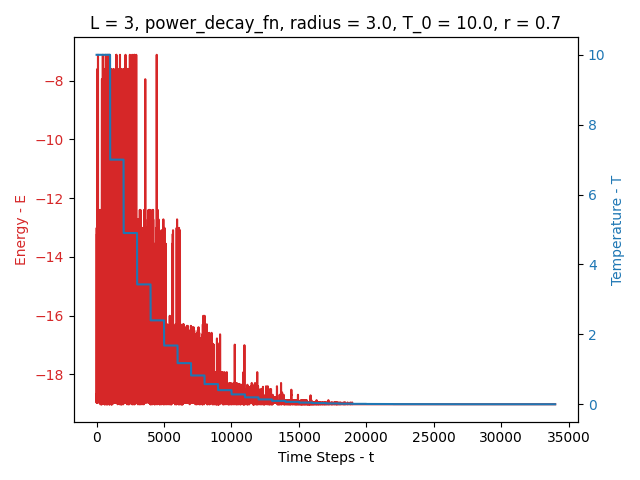 L = 3, power_decay_fn, radius = 3.0, T_0 = 10.0, r = 0.7
−8
−10
−12
−14
−16
−18
Energy - E
10
8
6
4
2
0
Temperature - T
0 5000 10000 15000 20000 25000 30000 35000
Time Steps - t